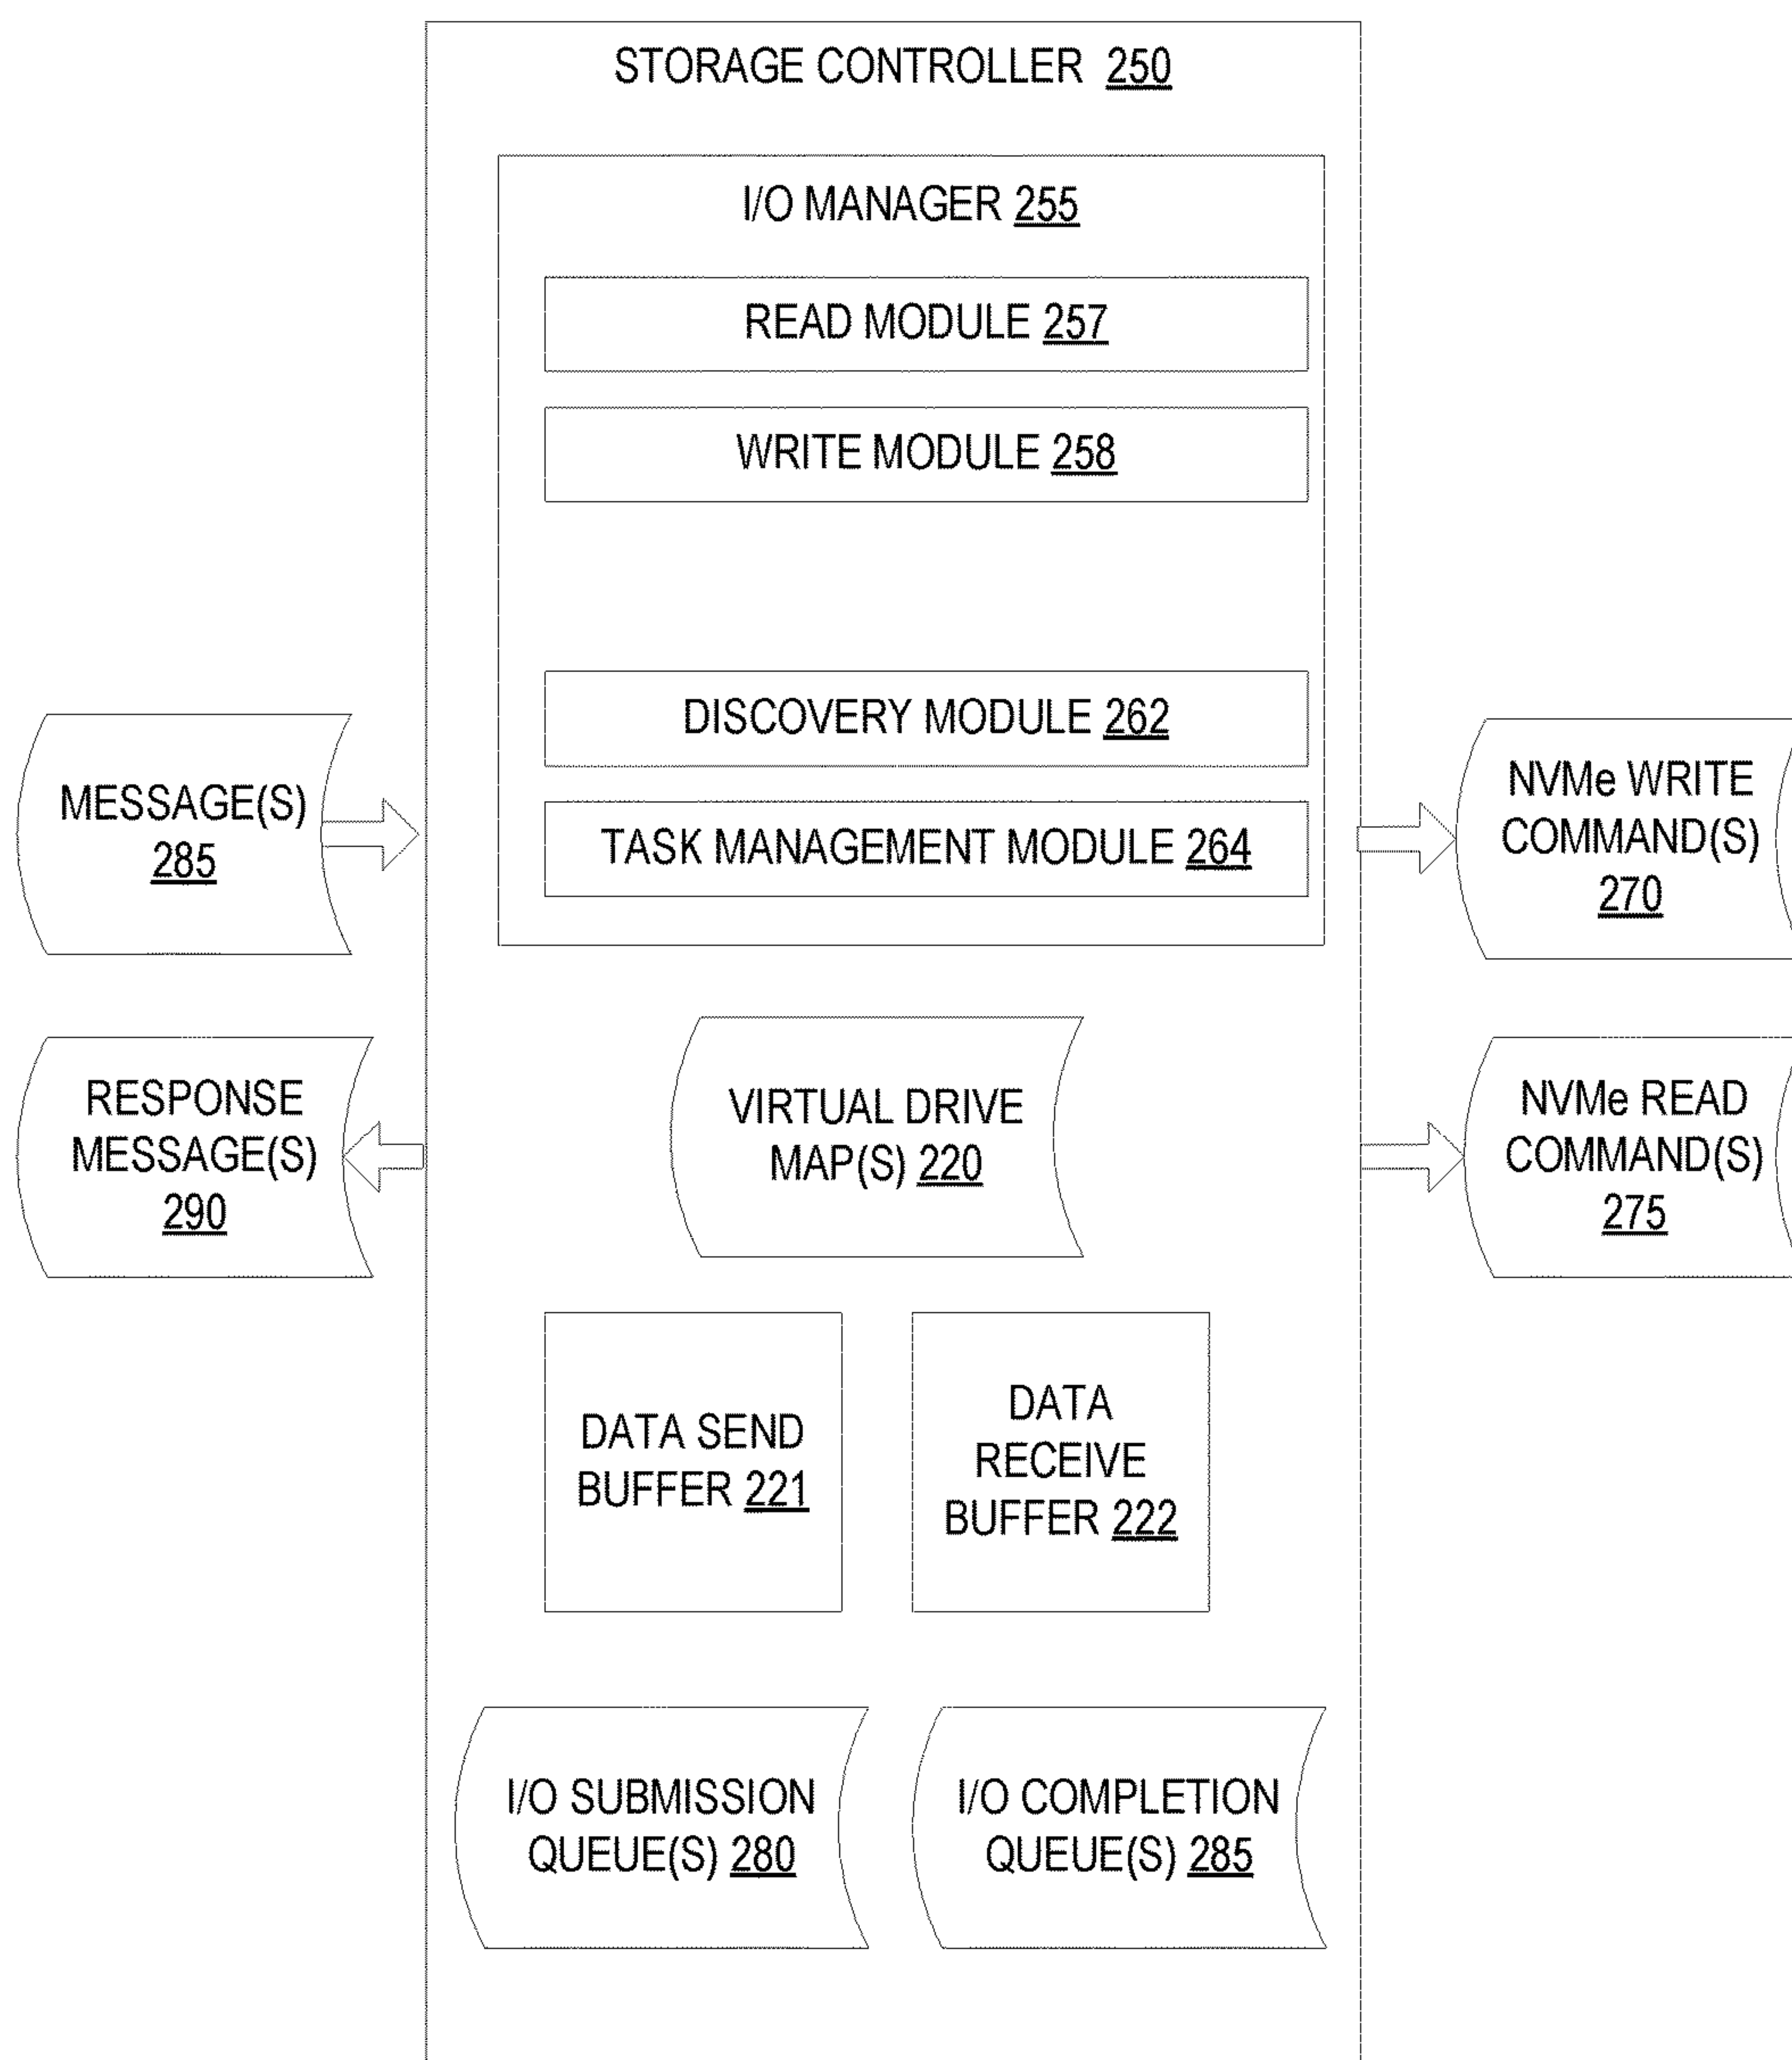 STORAGE CONTROLLER 250
I/O MANAGER 255
READ MODULE 257
WRITE MODULE 258
DISCOVERY MODULE 262
TASK MANAGEMENT MODULE 264
MESSAGE(S)
285
RESPONSE
MESSAGE(S)
290
NVMe WRITE
COMMAND(S)
270
NVMe READ
COMMAND(S)
275
VIRTUAL DRIVE
MAP(S) 220
DATA SEND
BUFFER 221
DATA
RECEIVE
BUFFER 222
I/O SUBMISSION
QUEUE(S) 280
I/O COMPLETION
QUEUE(S) 285